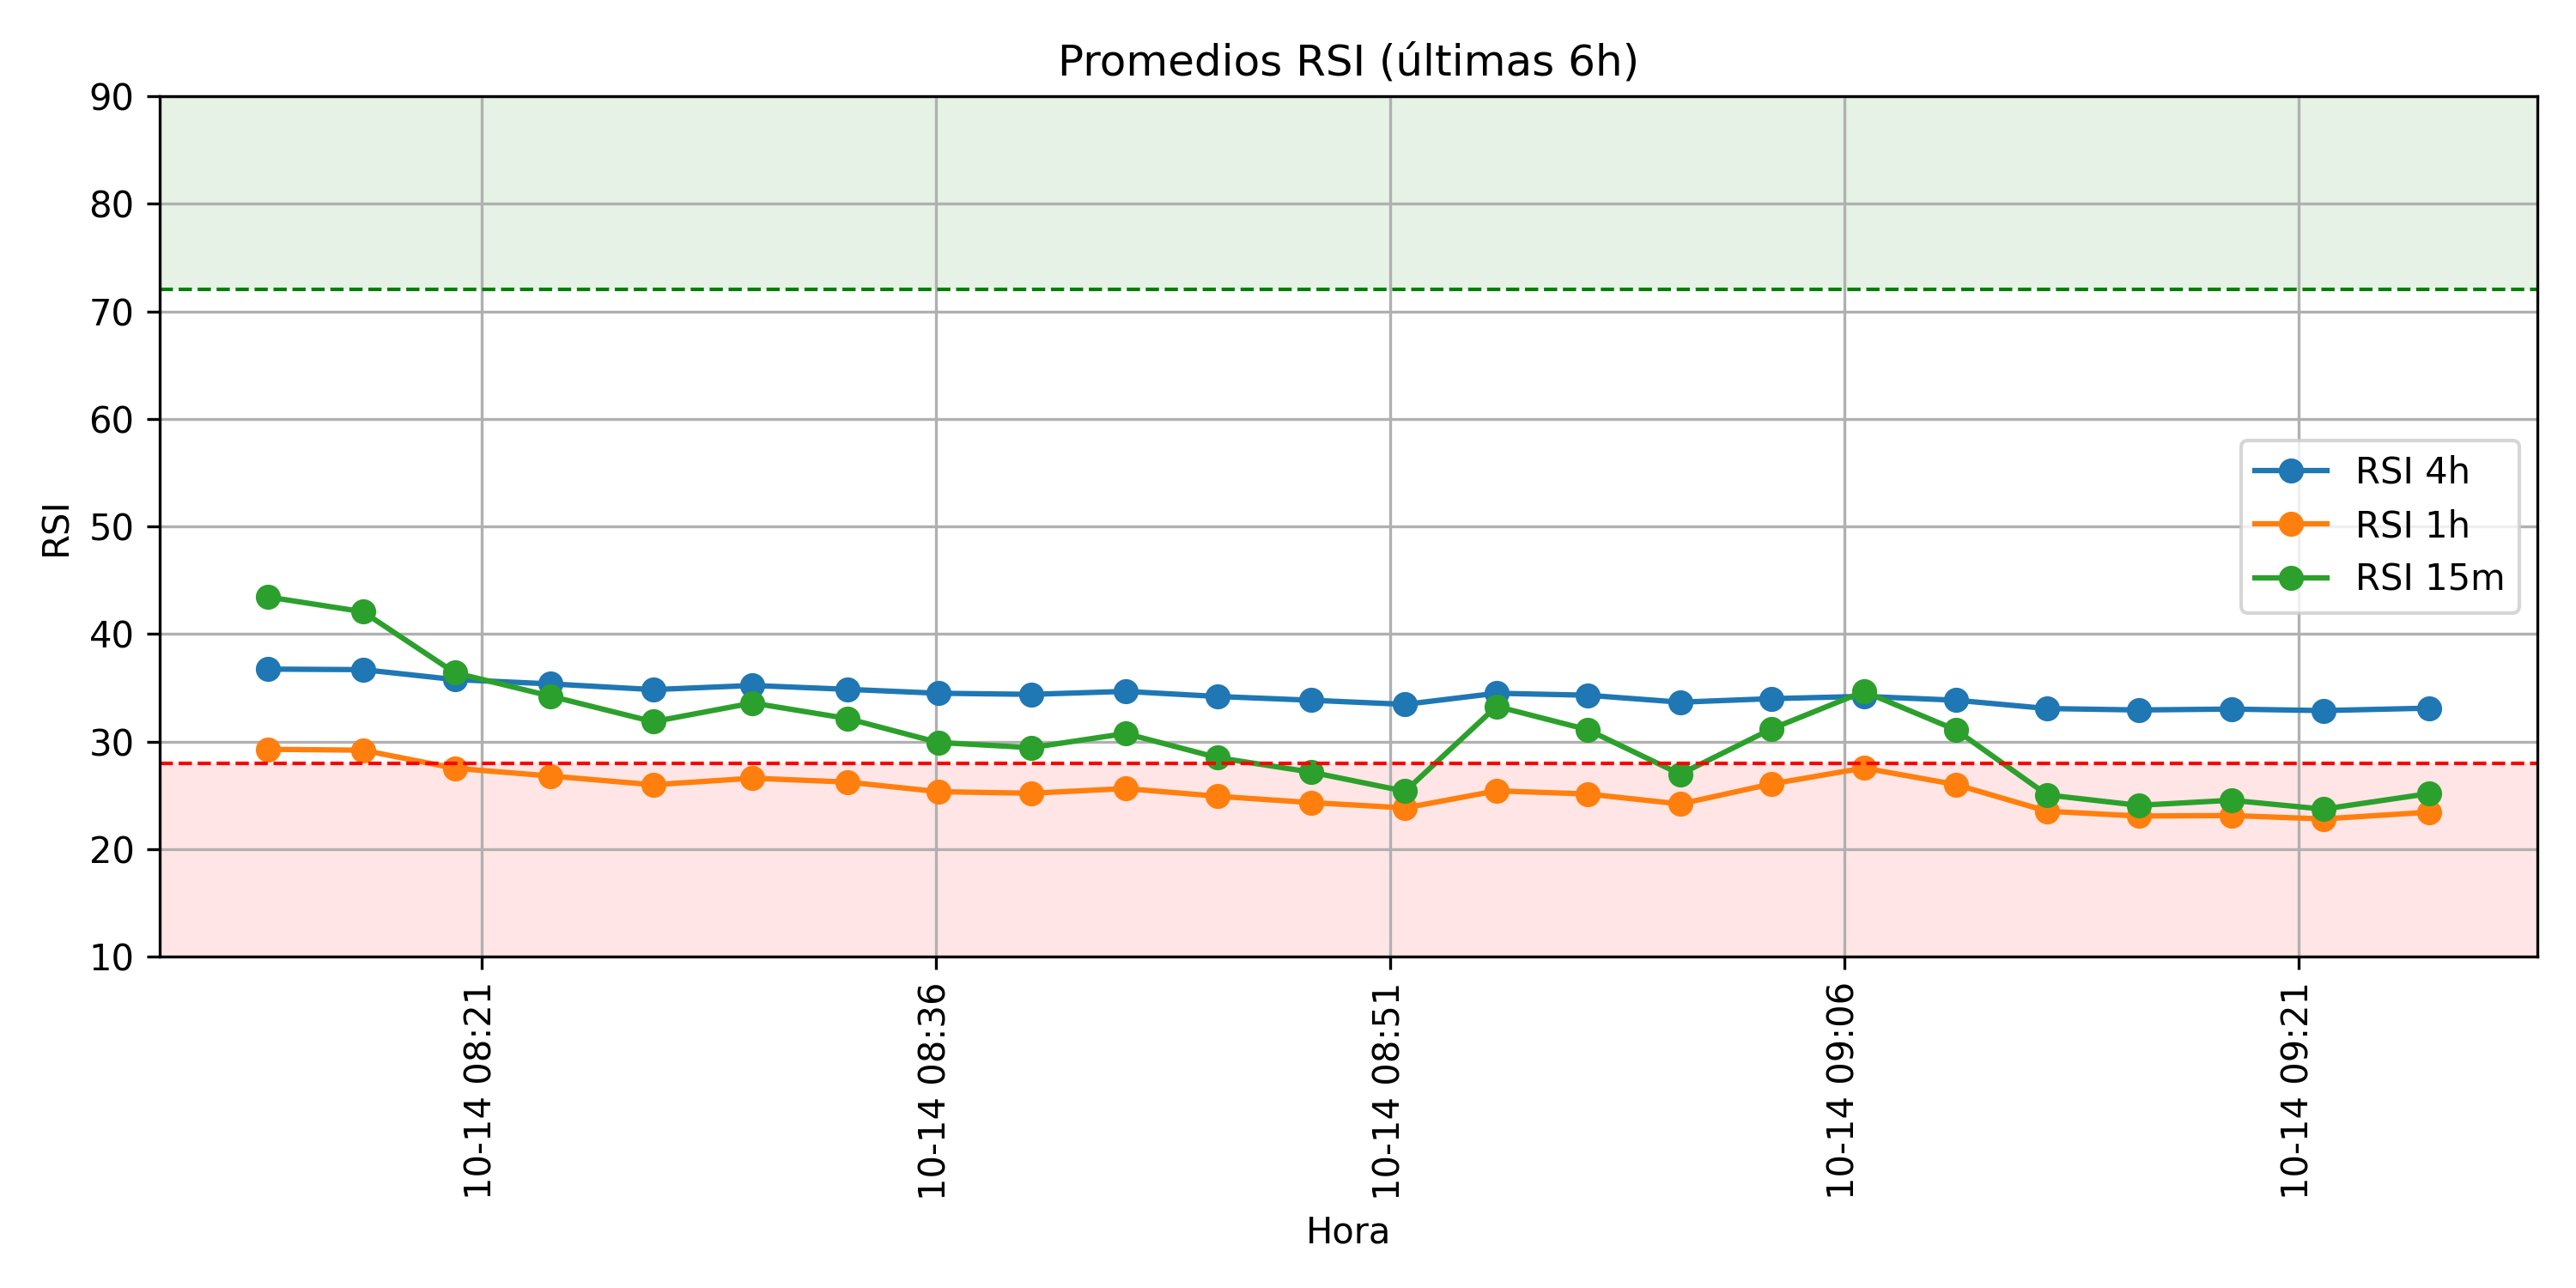 Promedios RSI (últimas 6h)
90
80
70
60
50
40
30
20
10
RSI
RSI 4h
RSI 1h
RSI 15m
10-14 08:21
10-14 08:36
10-14 08:51
10-14 09:06
10-14 09:21
Hora